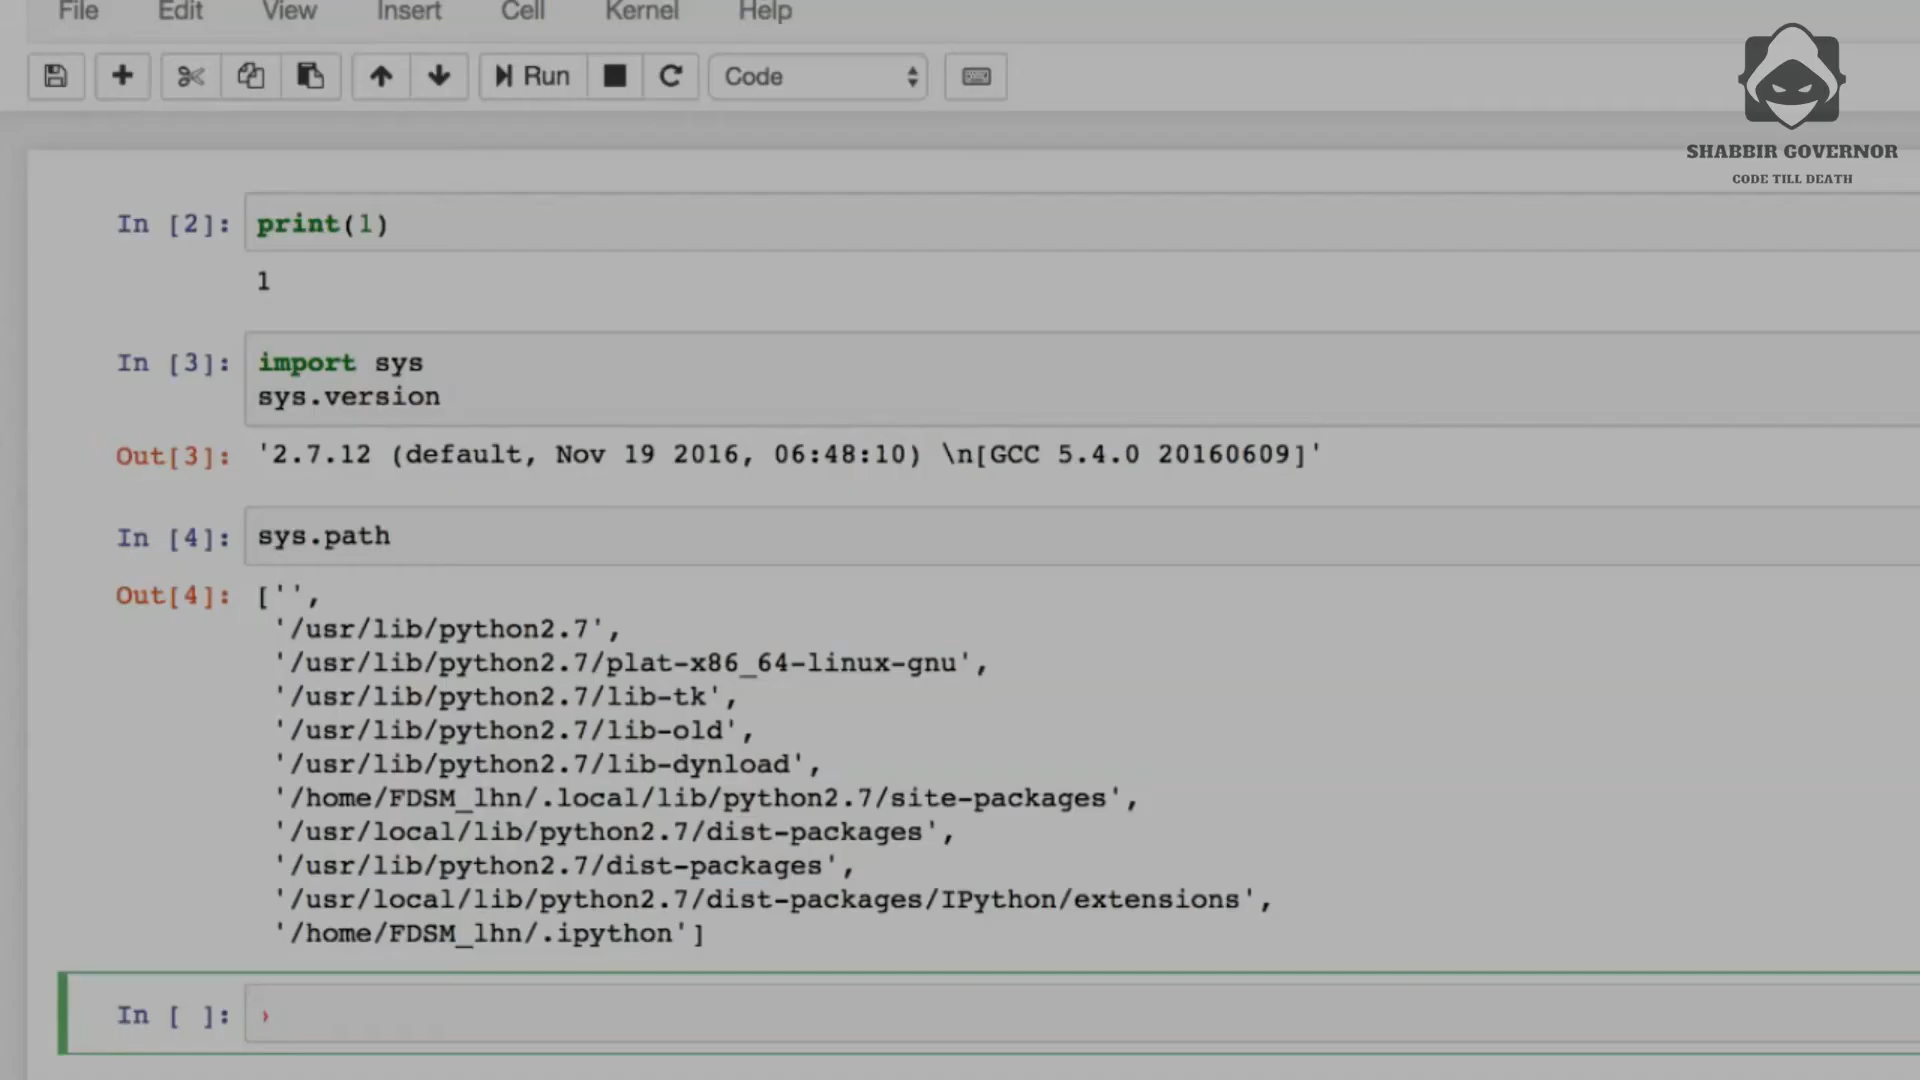 File Edit View Insert Cell Kernel Help
Run Code
SHABBIR GOVERNOR
CODE TILL DEATH
In [2]: print(1)
1
In [3]: import sys
sys.version
Out[3]: '2.7.12 (default, Nov 19 2016, 06:48:10) \n[GCC 5.4.0 20160609]'
In [4]: sys.path
Out[4]: ['',
'/usr/lib/python2.7',
'/usr/lib/python2.7/plat-x86_64-linux-gnu',
'/usr/lib/python2.7/lib-tk',
'/usr/lib/python2.7/lib-old',
'/usr/lib/python2.7/lib-dynload',
'/home/FDSM_lhn/.local/lib/python2.7/site-packages',
'/usr/local/lib/python2.7/dist-packages',
'/usr/lib/python2.7/dist-packages',
'/usr/local/lib/python2.7/dist-packages/IPython/extensions',
'/home/FDSM_lhn/.ipython']
In [ ]: